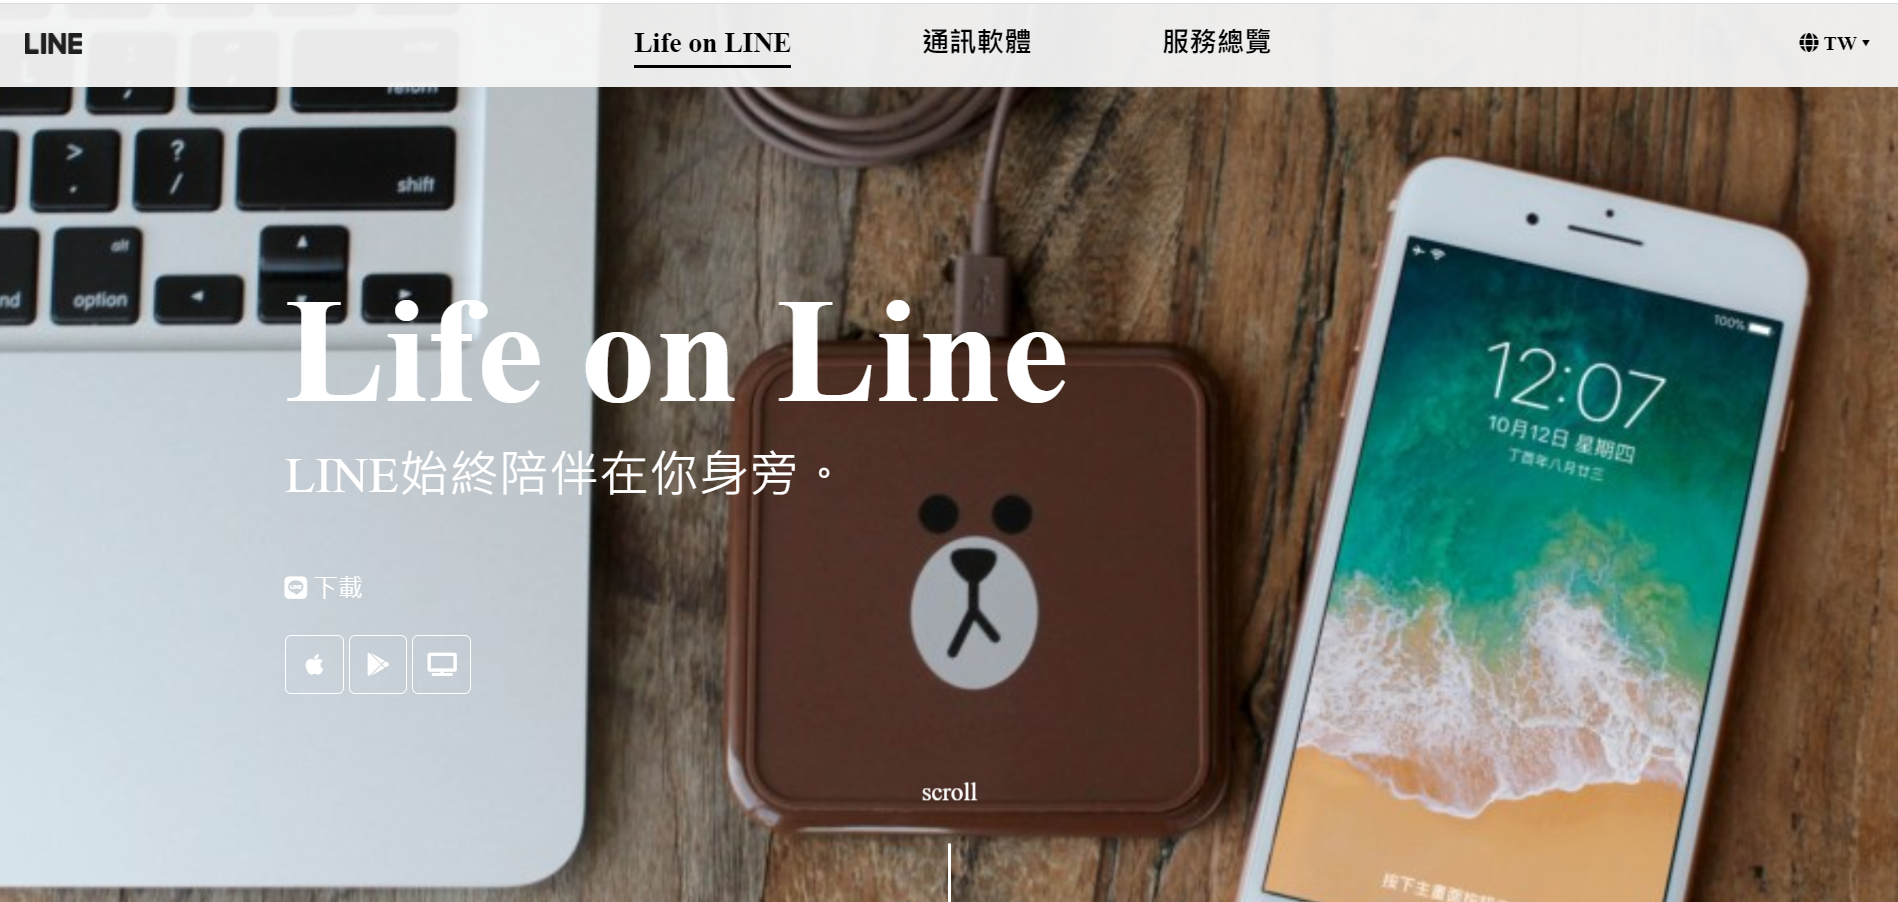 LINE
Life on LINE
通訊軟體
服務總覽
TW
return
>
.
?
/
shift
alt
option
Life on Line
LINE始終陪伴在你身旁。
下載
scroll
100%
12:07
10月12日 星期四
丁酉年八月廿三